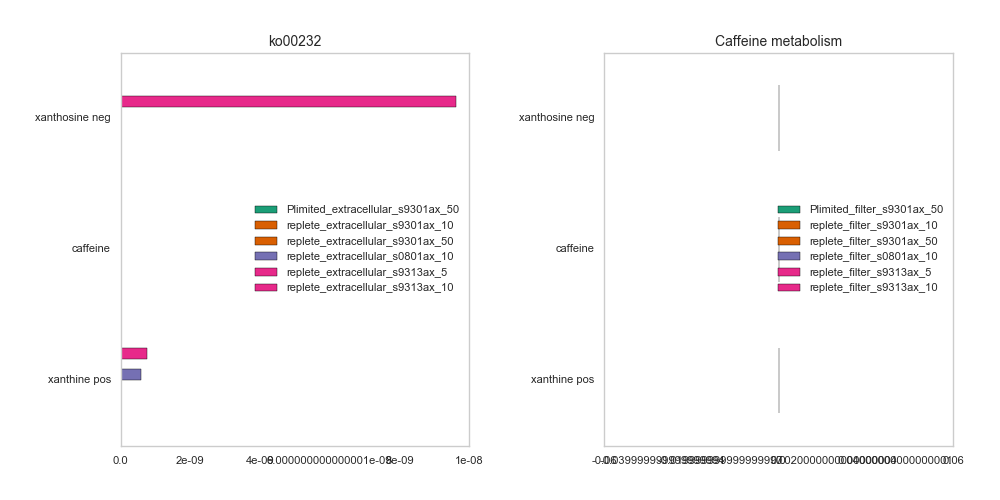 ko00232
xanthosine neg
caffeine
xanthine pos
Plimited_extracellular_s9301ax_50
replete_extracellular_s9301ax_10
replete_extracellular_s9301ax_50
replete_extracellular_s0801ax_10
replete_extracellular_s9313ax_5
replete_extracellular_s9313ax_10
0.0 2e-09 1e-08
Caffeine metabolism
xanthosine neg
caffeine
xanthine pos
Plimited_filter_s9301ax_50
replete_filter_s9301ax_10
replete_filter_s9301ax_50
replete_filter_s0801ax_10
replete_filter_s9313ax_5
replete_filter_s9313ax_10